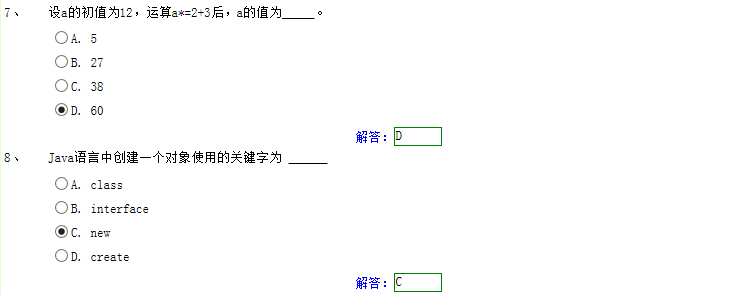 7、 设a的初值为12，运算a*=2+3后，a的值为_____。
A. 5
B. 27
C. 38
D. 60
解答：D
8、 Java语言中创建一个对象使用的关键字为 ______
A. class
B. interface
C. new
D. create
解答：C